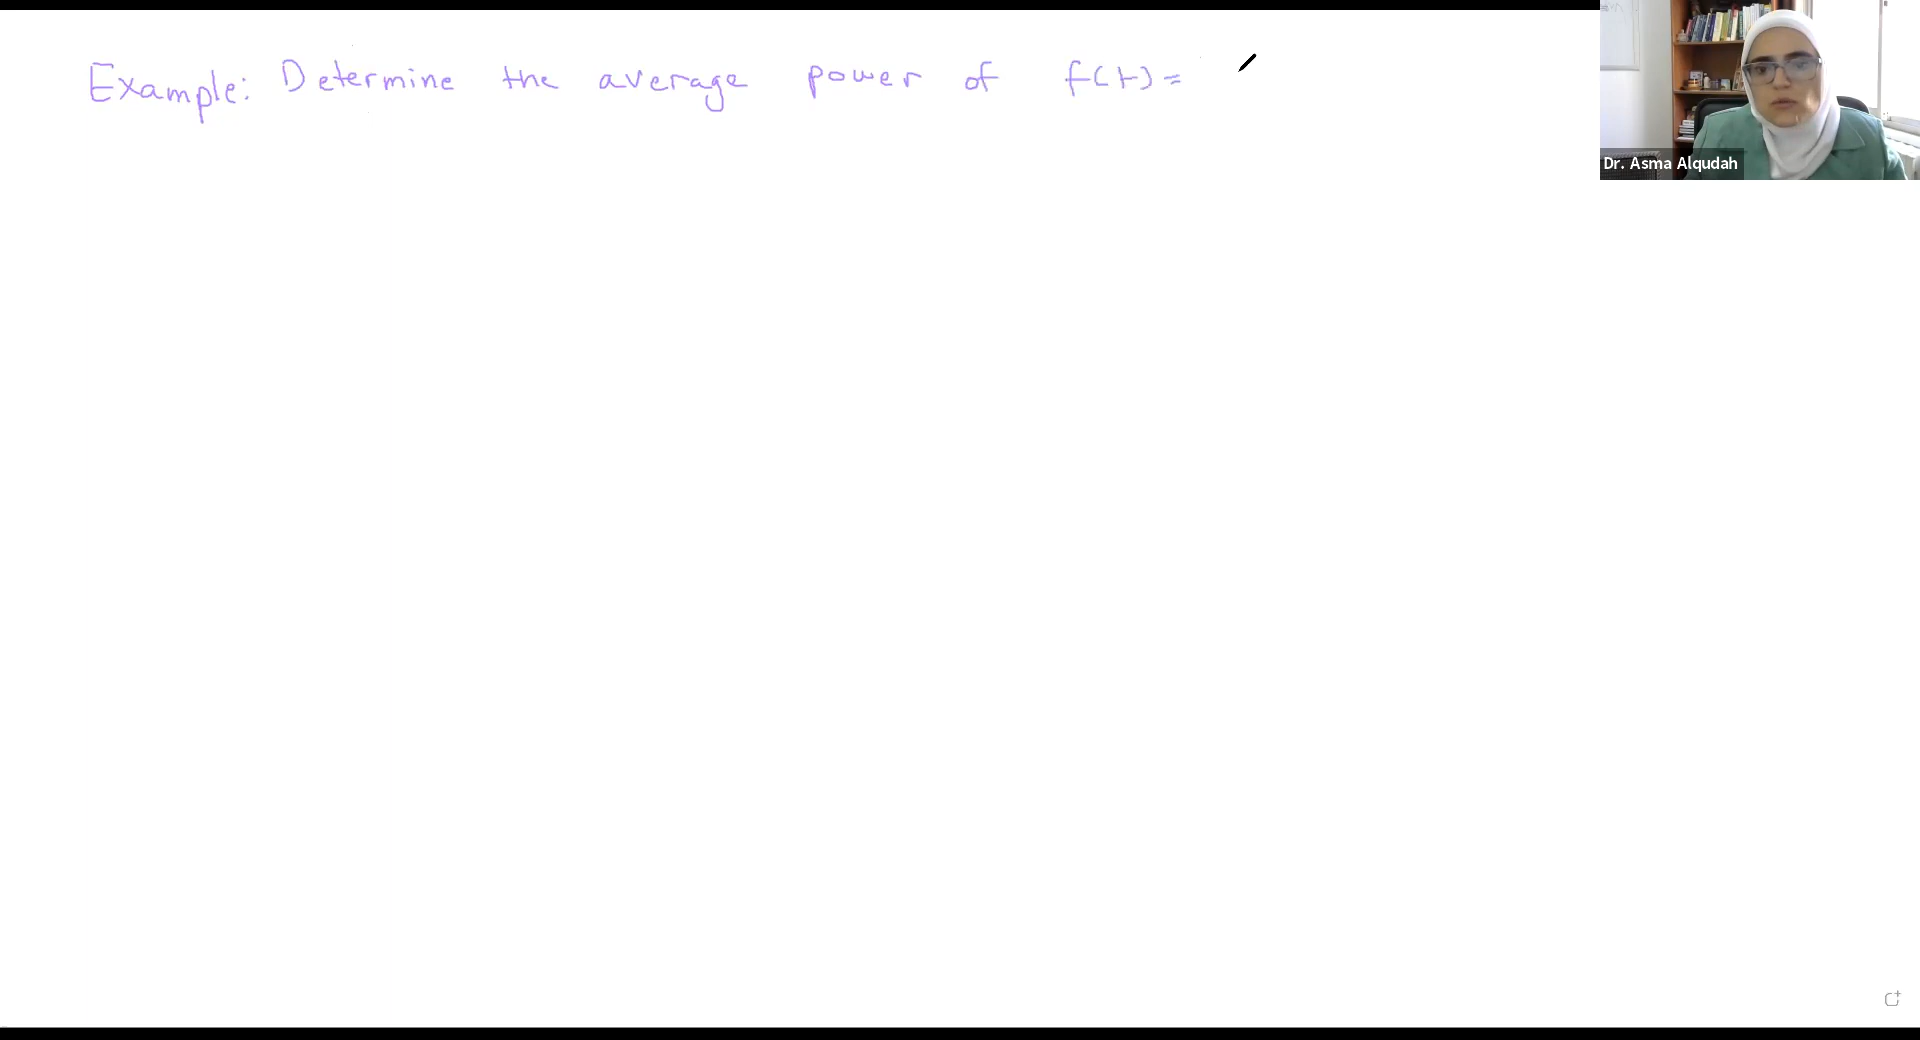 Example: Determine the average power of f(t) =
Dr. Asma Alqudah